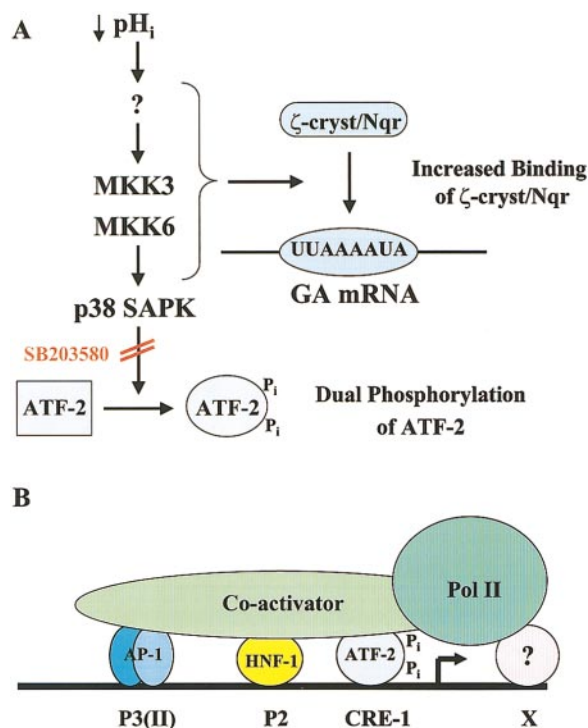 A
↓ pHi
?
MKK3
MKK6
p38 SAPK
SB203580
ATF-2
ATF-2
Pi
Pi
Dual Phosphorylation
of ATF-2
ζ-cryst/Nqr
Increased Binding
of ζ-cryst/Nqr
UUAAAAUA
GA mRNA
B
Co-activator
Pol II
AP-1
HNF-1
ATF-2
Pi
Pi
?
P3(II)
P2
CRE-1
X